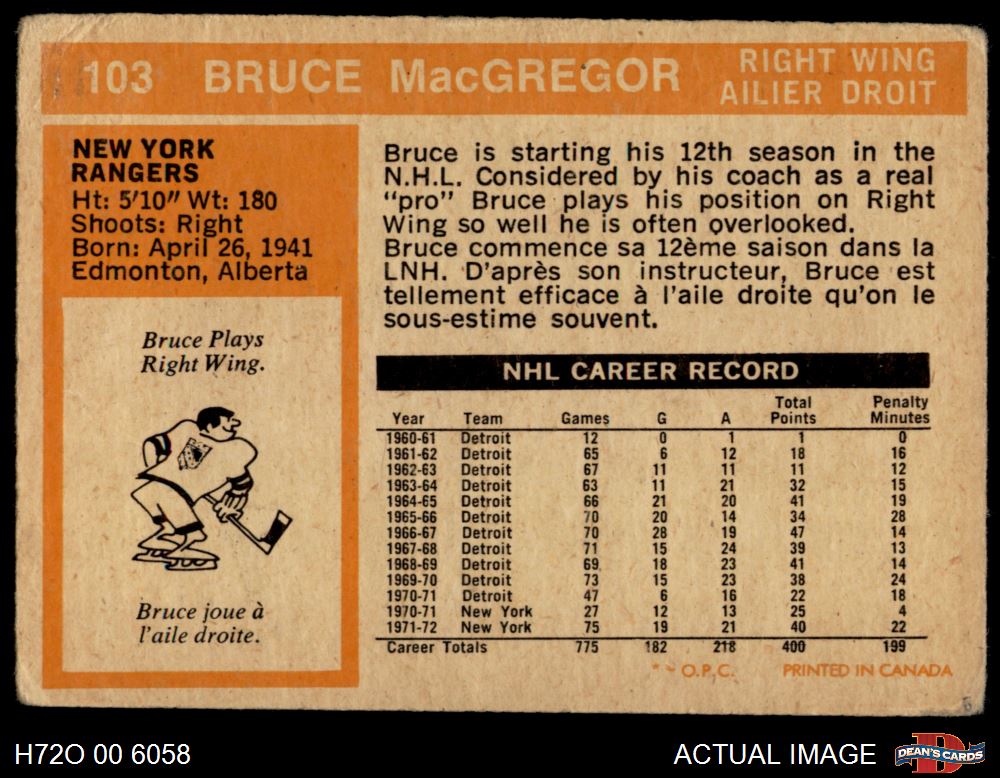 103 BRUCE MacGREGOR
RIGHT WING
AILIER DROIT
NEW YORK
RANGERS
Ht: 5'10" Wt: 180
Shoots: Right
Born: April 26, 1941
Edmonton, Alberta
Bruce Plays
Right Wing.
Bruce joue à
l'aile droite.
Bruce is starting his 12th season in the
N.H.L. Considered by his coach as a real
"pro" Bruce plays his position on Right
Wing so well he is often overlooked.
Bruce commence sa 12ème saison dans la
LNH. D'après son instructeur, Bruce est
tellement efficace à l'aile droite qu'on le
sous-estime souvent.
NHL CAREER RECORD
Year Team Games G A Total Points Penalty Minutes
1960-61 Detroit 12 0 1 1 0
1961-62 Detroit 65 6 12 18 16
1962-63 Detroit 67 11 11 11 12
1963-64 Detroit 63 11 21 32 15
1964-65 Detroit 66 21 20 41 19
1965-66 Detroit 70 20 14 34 28
1966-67 Detroit 70 28 19 47 14
1967-68 Detroit 71 15 24 39 13
1968-69 Detroit 69 18 23 41 14
1969-70 Detroit 73 15 23 38 24
1970-71 Detroit 47 6 16 22 18
1970-71 New York 27 12 13 25 4
1971-72 New York 75 19 21 40 22
Career Totals 775 182 218 400 199
* - O.P.C. PRINTED IN CANADA
H72O 00 6058
ACTUAL IMAGE
DEAN'S CARDS